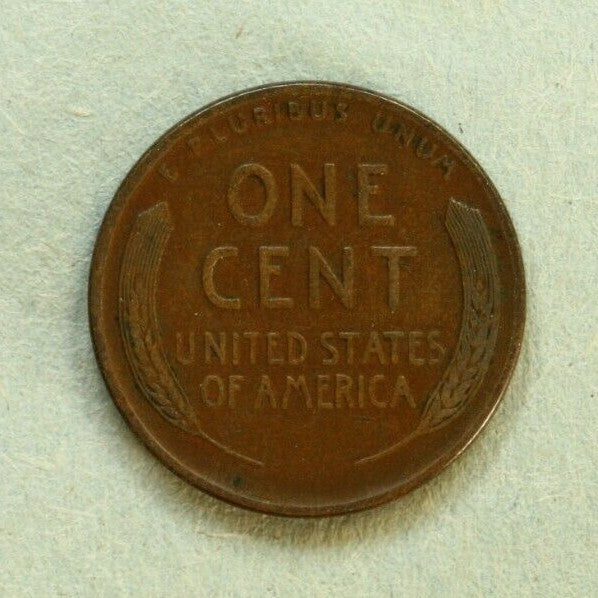 E PLURIBUS UNUM
ONE
CENT
UNITED STATES
OF AMERICA